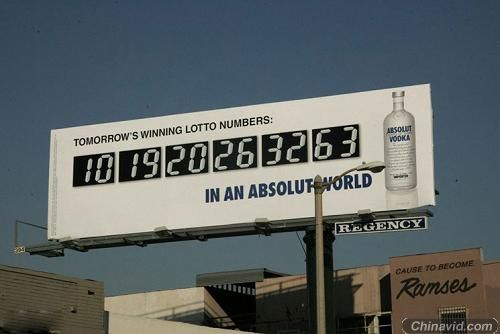 TOMORROW'S WINNING LOTTO NUMBERS:
10 19 20 26 32 63
IN AN ABSOLUT WORLD
ABSOLUT
VODKA
REGENCY
CAUSE TO BECOME
Ramses
Chinavid.com